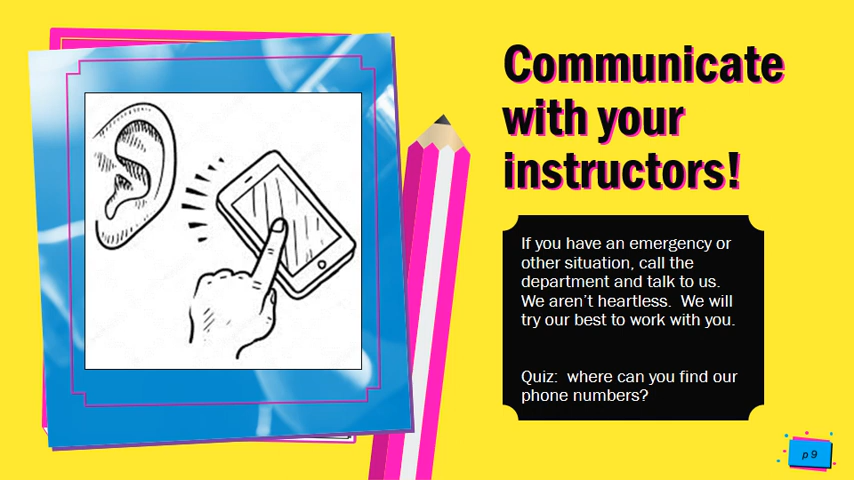 Communicate
with your
instructors!
If you have an emergency or
other situation, call the
department and talk to us.
We aren’t heartless.  We will
try our best to work with you.
Quiz:  where can you find our
phone numbers?
p 9